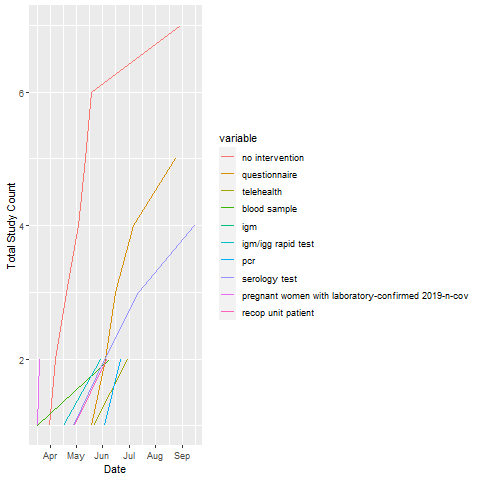 6
4
2
Total Study Count
Apr May Jun Jul Aug Sep
Date
variable
no intervention
questionnaire
telehealth
blood sample
igm
igm/igg rapid test
pcr
serology test
pregnant women with laboratory-confirmed 2019-n-cov
recop unit patient